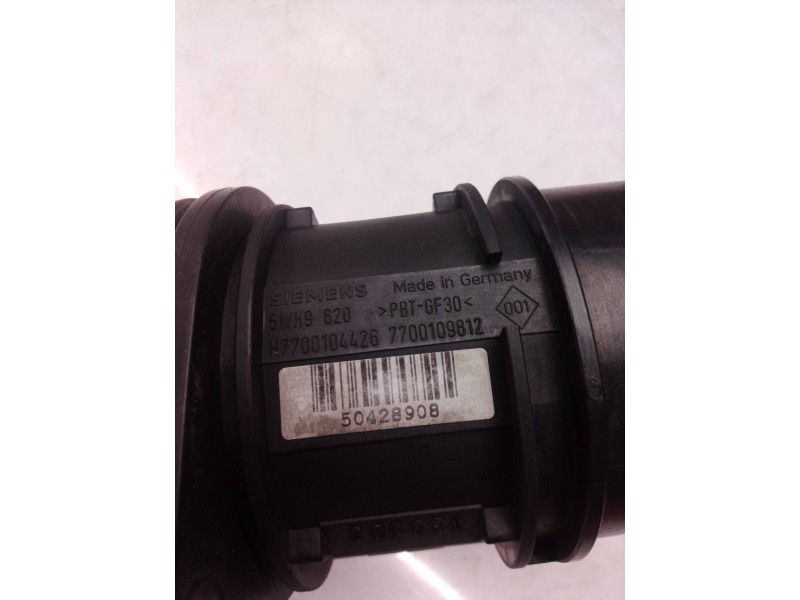 SIEMENS Made in Germany
5WK9 620 >PBT-GF30< 001
H7700104426 7700109812
50428908